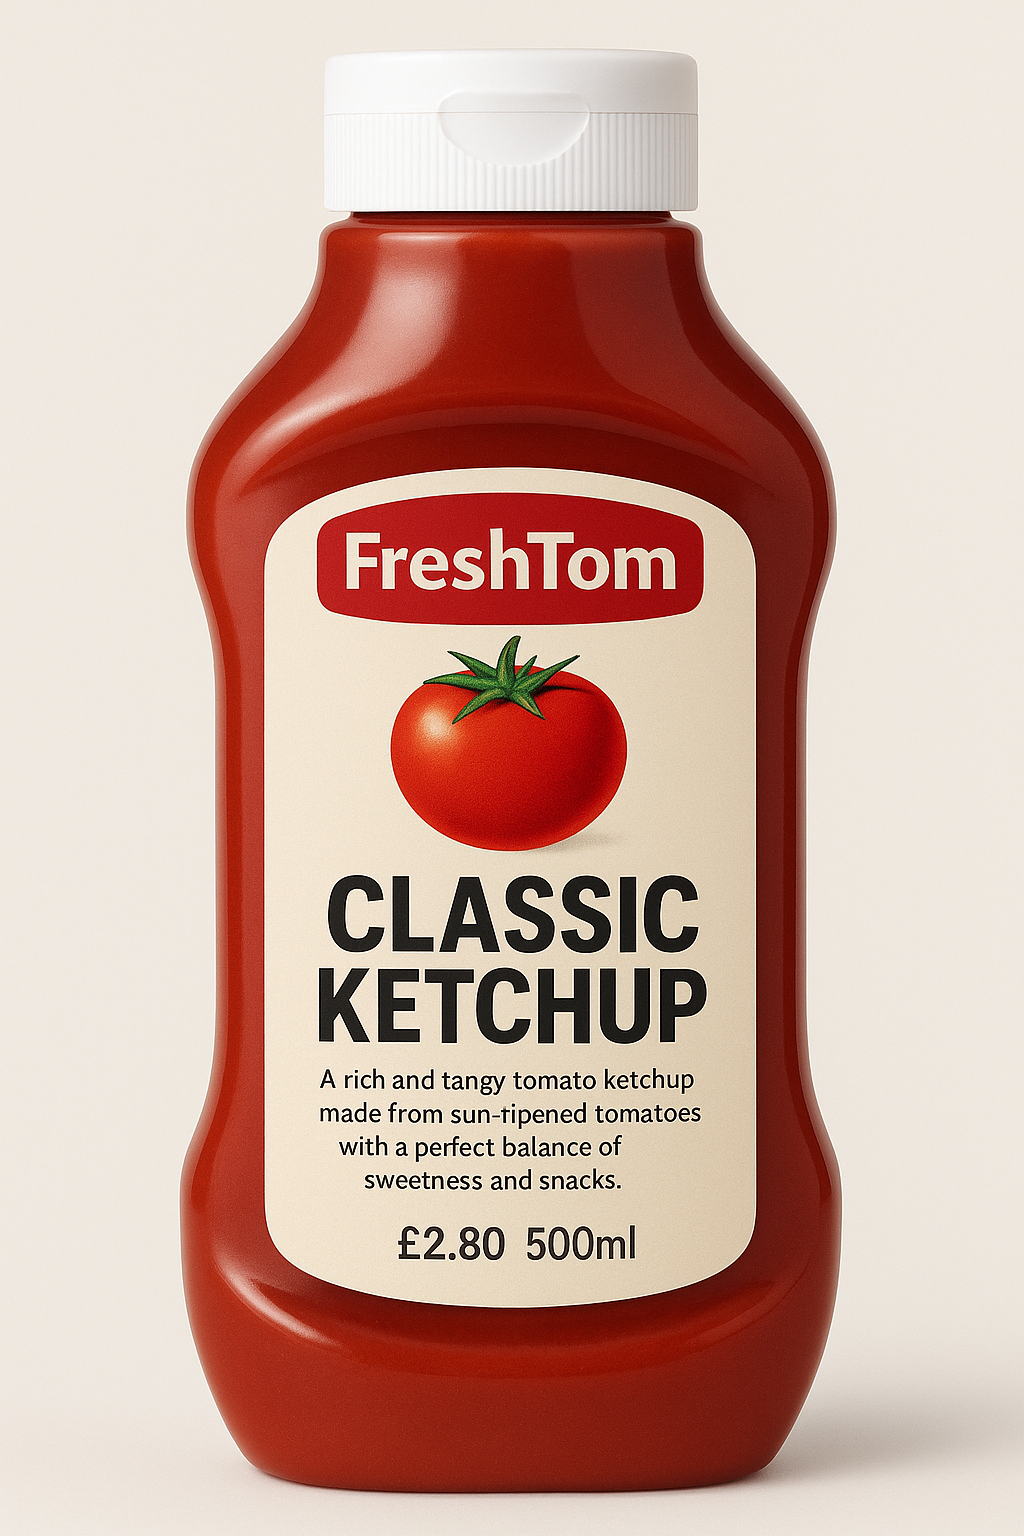 FreshTom
CLASSIC
KETCHUP
A rich and tangy tomato ketchup
made from sun-ripened tomatoes
with a perfect balance of
sweetness and snacks.
£2.80 500ml